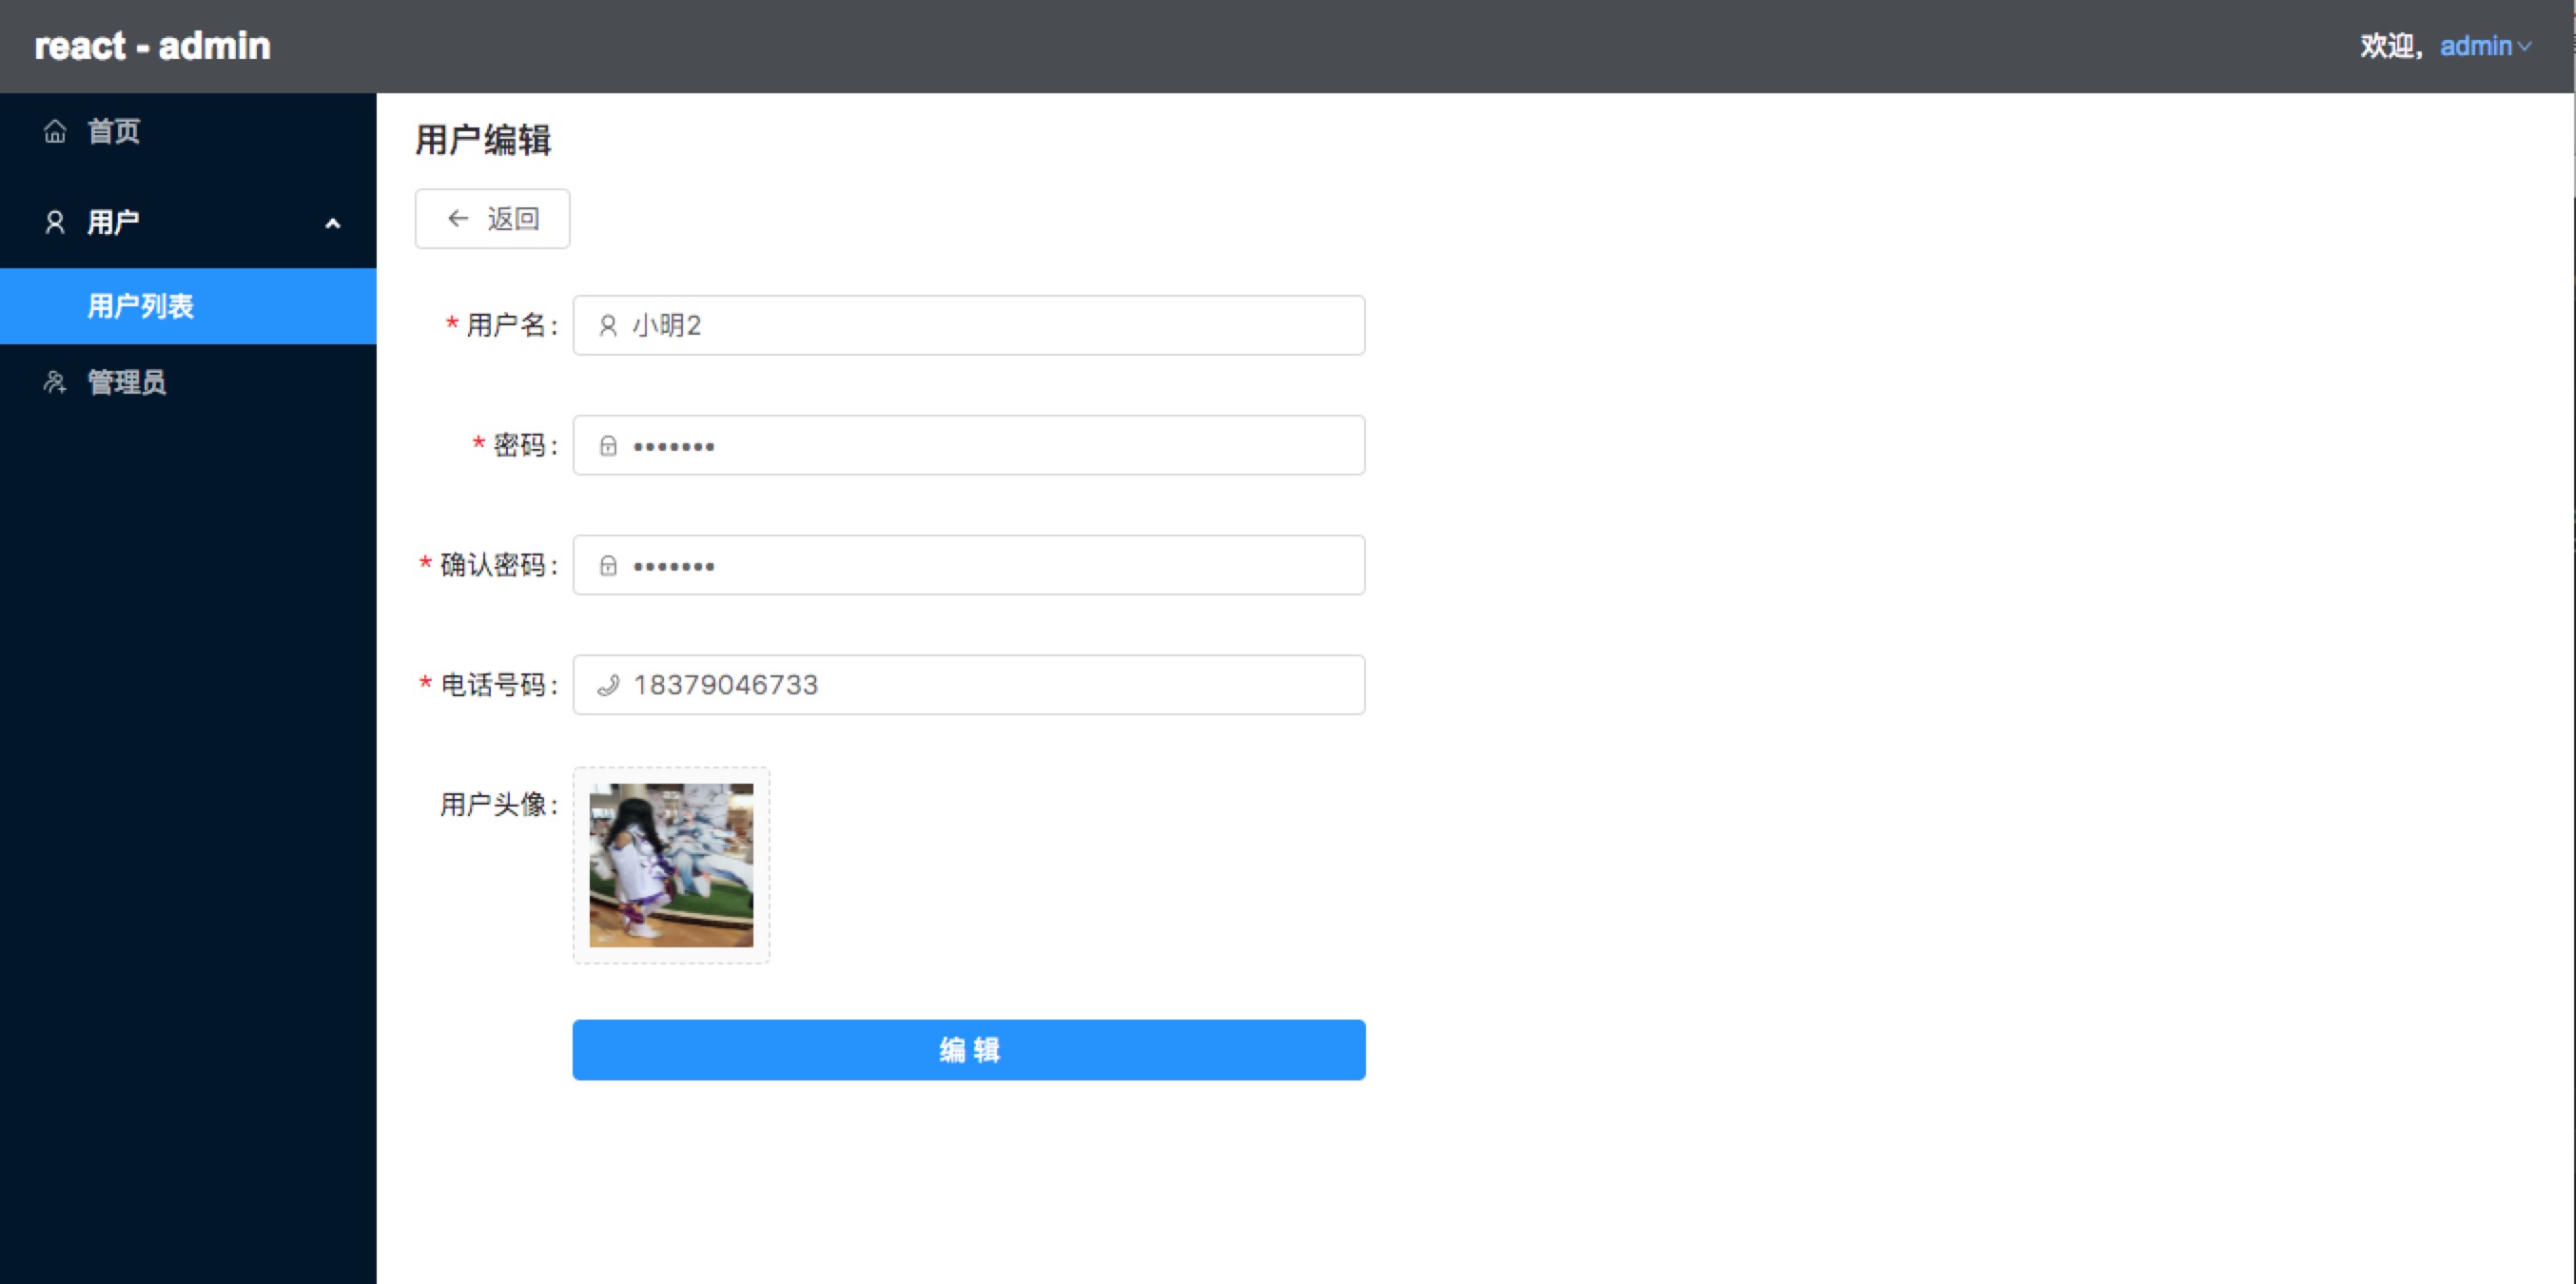 react - admin
欢迎，admin
首页
用户
用户列表
管理员
用户编辑
返回
* 用户名： 小明2
* 密码： •••••••
* 确认密码： •••••••
* 电话号码： 18379046733
用户头像：
编 辑